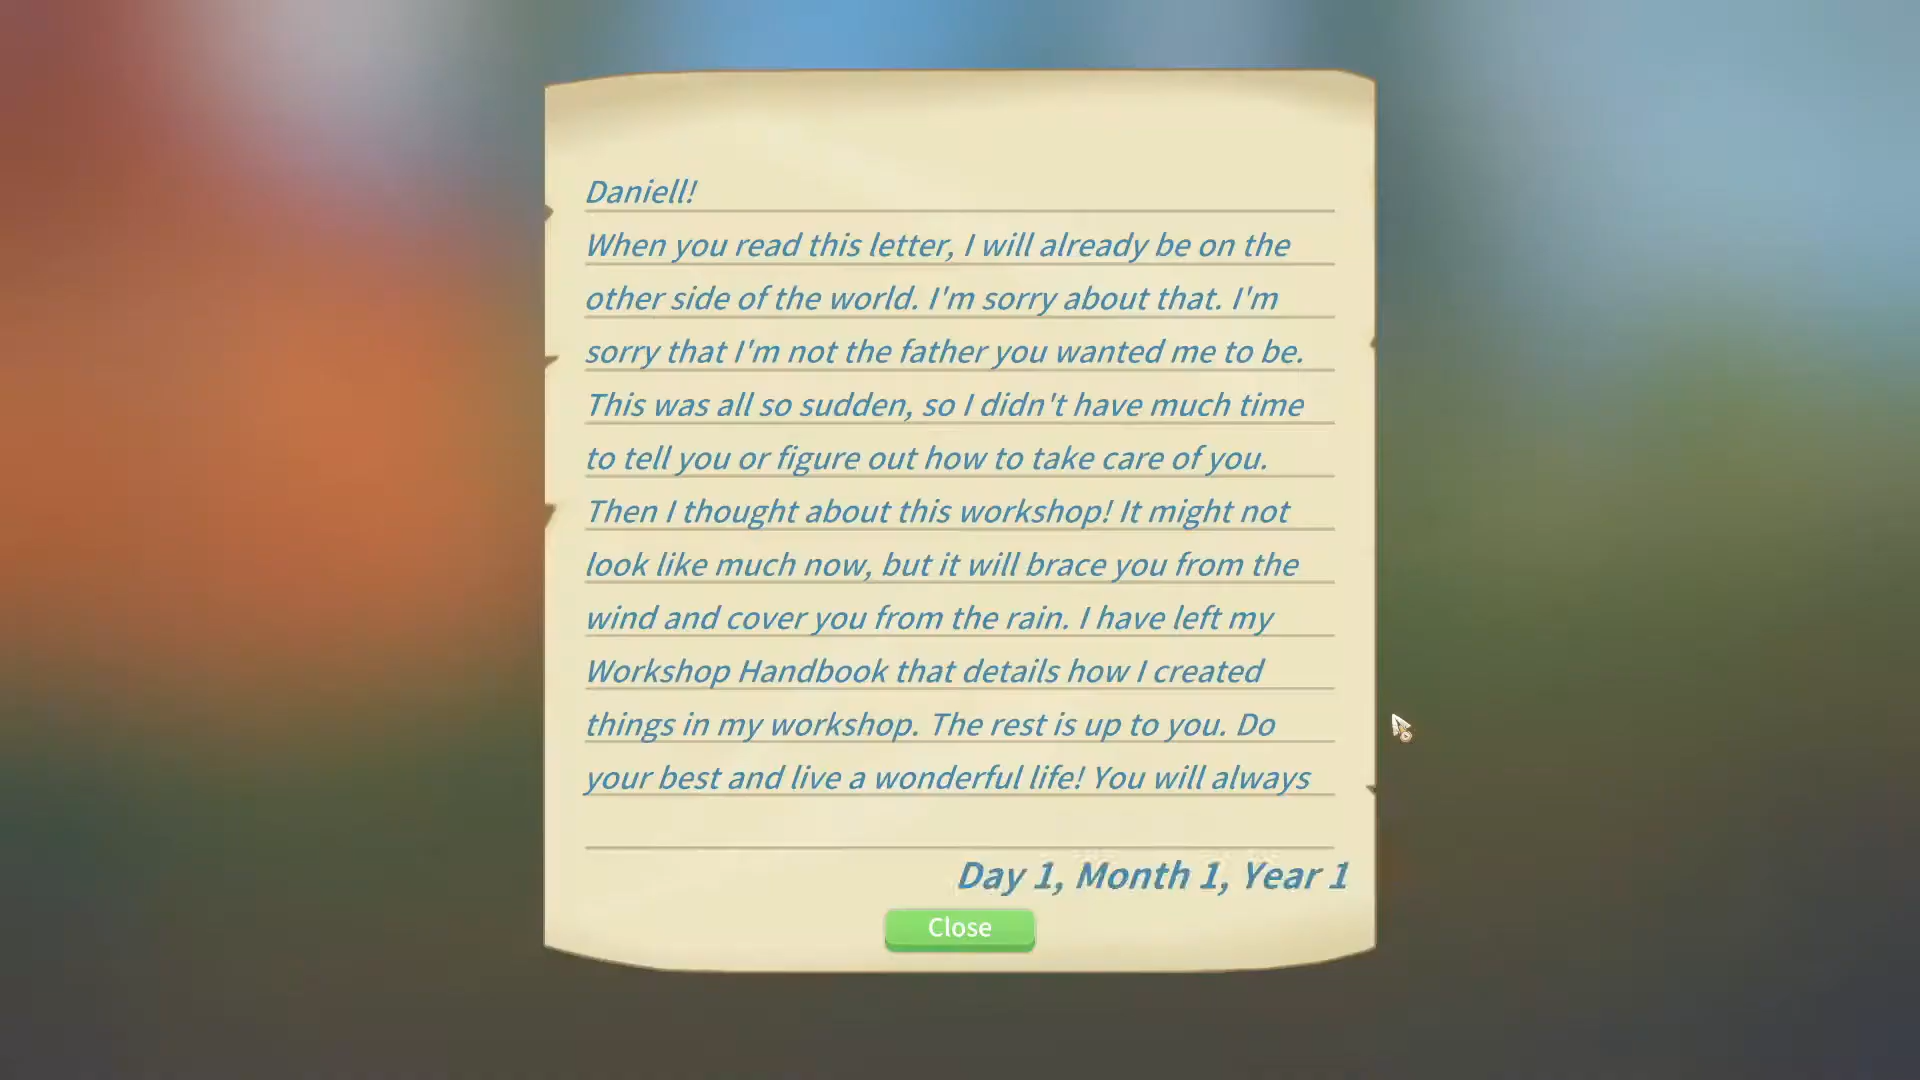 Daniell!
When you read this letter, I will already be on the
other side of the world. I'm sorry about that. I'm
sorry that I'm not the father you wanted me to be.
This was all so sudden, so I didn't have much time
to tell you or figure out how to take care of you.
Then I thought about this workshop! It might not
look like much now, but it will brace you from the
wind and cover you from the rain. I have left my
Workshop Handbook that details how I created
things in my workshop. The rest is up to you. Do
your best and live a wonderful life! You will always
Day 1, Month 1, Year 1
Close